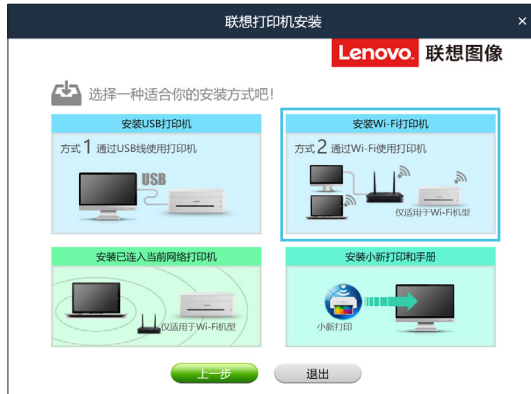 联想打印机安装
×
Lenovo. 联想图像
选择一种适合你的安装方式吧!
安装USB打印机
方式1 通过USB线使用打印机
USB
安装Wi-Fi打印机
方式2 通过Wi-Fi使用打印机
仅适用于Wi-Fi机型
安装已连入当前网络打印机
仅适用于Wi-Fi机型
安装小新打印和手册
小新打印
上一步
退出